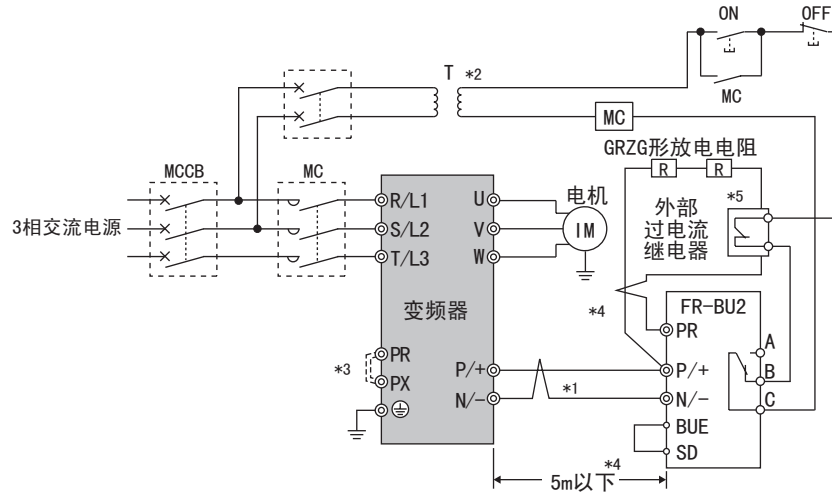 ON
OFF
T *2
MC
MC
GRZG形放电电阻
R
R
MCCB
MC
R/L1
U
电机
外部
过电流
继电器
*5
3相交流电源
S/L2
V
IM
T/L3
W
变频器
*4
FR-BU2
PR
A
*3
PR
PX
P/+
P/+
B
N/-
*1
N/-
C
BUE
SD
5m以下
*4